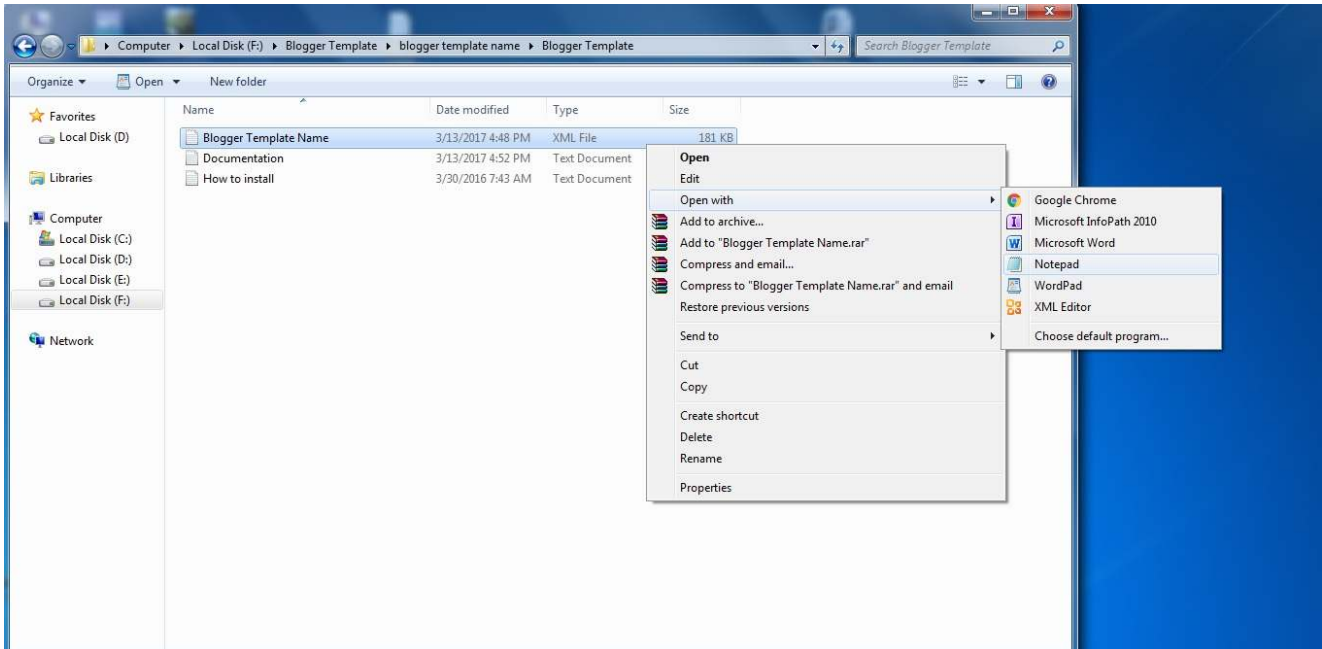 Computer ▸ Local Disk (F:) ▸ Blogger Template ▸ blogger template name ▸ Blogger Template
Search Blogger Template
Organize
Open
New folder
Favorites
Local Disk (D)
Libraries
Computer
Local Disk (C:)
Local Disk (D:)
Local Disk (E:)
Local Disk (F:)
Network
Name Date modified Type Size
Blogger Template Name 3/13/2017 4:48 PM XML File 181 KB
Documentation 3/13/2017 4:52 PM Text Document
How to install 3/30/2016 7:43 AM Text Document
Open
Edit
Open with
Add to archive...
Add to "Blogger Template Name.rar"
Compress and email...
Compress to "Blogger Template Name.rar" and email
Restore previous versions
Send to
Cut
Copy
Create shortcut
Delete
Rename
Properties
Google Chrome
Microsoft InfoPath 2010
Microsoft Word
Notepad
WordPad
XML Editor
Choose default program...